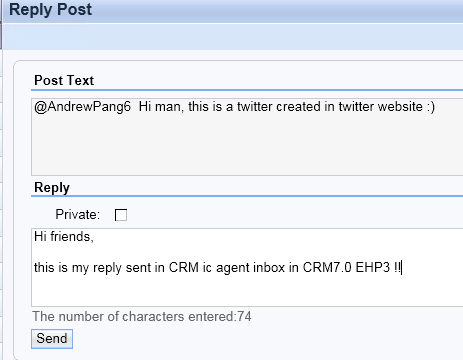 Reply Post
Post Text
@AndrewPang6  Hi man, this is a twitter created in twitter website :)
Reply
Private:
Hi friends,
this is my reply sent in CRM ic agent inbox in CRM7.0 EHP3 !!
The number of characters entered:74
Send